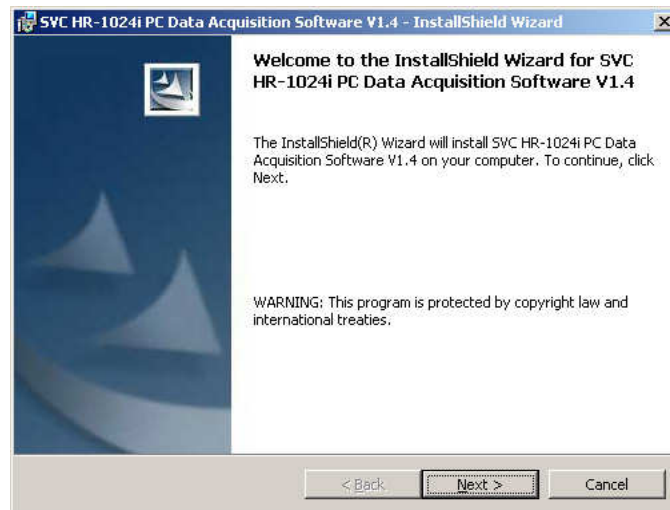 SVC HR-1024i PC Data Acquisition Software V1.4 - InstallShield Wizard
Welcome to the InstallShield Wizard for SVC
HR-1024i PC Data Acquisition Software V1.4
The InstallShield(R) Wizard will install SVC HR-1024i PC Data
Acquisition Software V1.4 on your computer. To continue, click
Next.
WARNING: This program is protected by copyright law and
international treaties.
< Back
Next >
Cancel